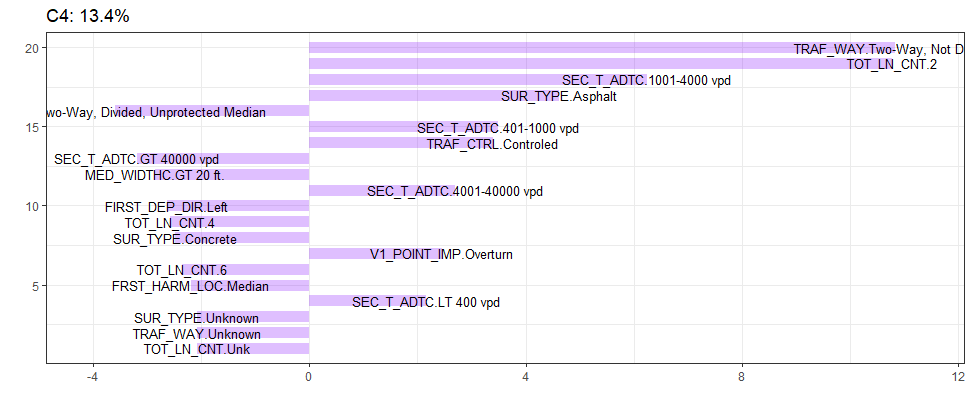 C4: 13.4%
20
TRAF_WAY.Two-Way, Not D
TOT_LN_CNT.2
SEC_T_ADTC.1001-4000 vpd
SUR_TYPE.Asphalt
wo-Way, Divided, Unprotected Median
15
SEC_T_ADTC.401-1000 vpd
TRAF_CTRL.Controled
SEC_T_ADTC.GT 40000 vpd
MED_WIDTHC.GT 20 ft.
SEC_T_ADTC.4001-40000 vpd
10
FIRST_DEP_DIR.Left
TOT_LN_CNT.4
SUR_TYPE.Concrete
V1_POINT_IMP.Overturn
TOT_LN_CNT.6
5
FRST_HARM_LOC.Median
SEC_T_ADTC.LT 400 vpd
SUR_TYPE.Unknown
TRAF_WAY.Unknown
TOT_LN_CNT.Unk
-4 0 4 8 12